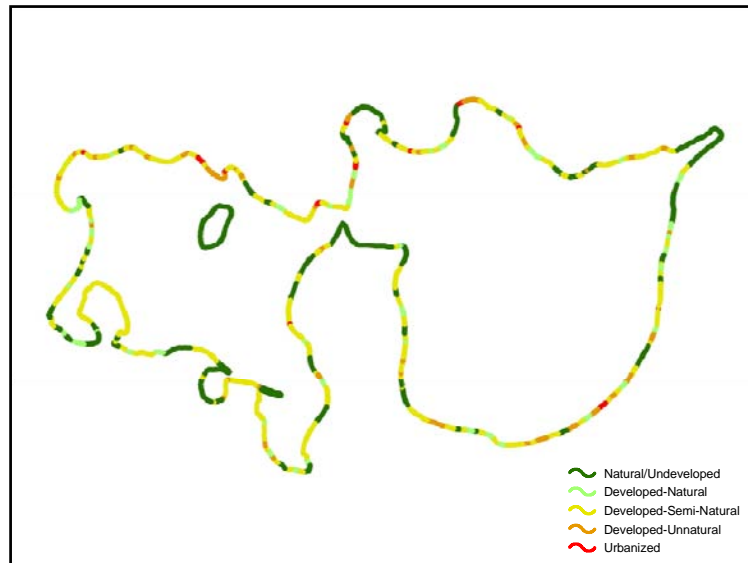 Natural/Undeveloped
Developed-Natural
Developed-Semi-Natural
Developed-Unnatural
Urbanized